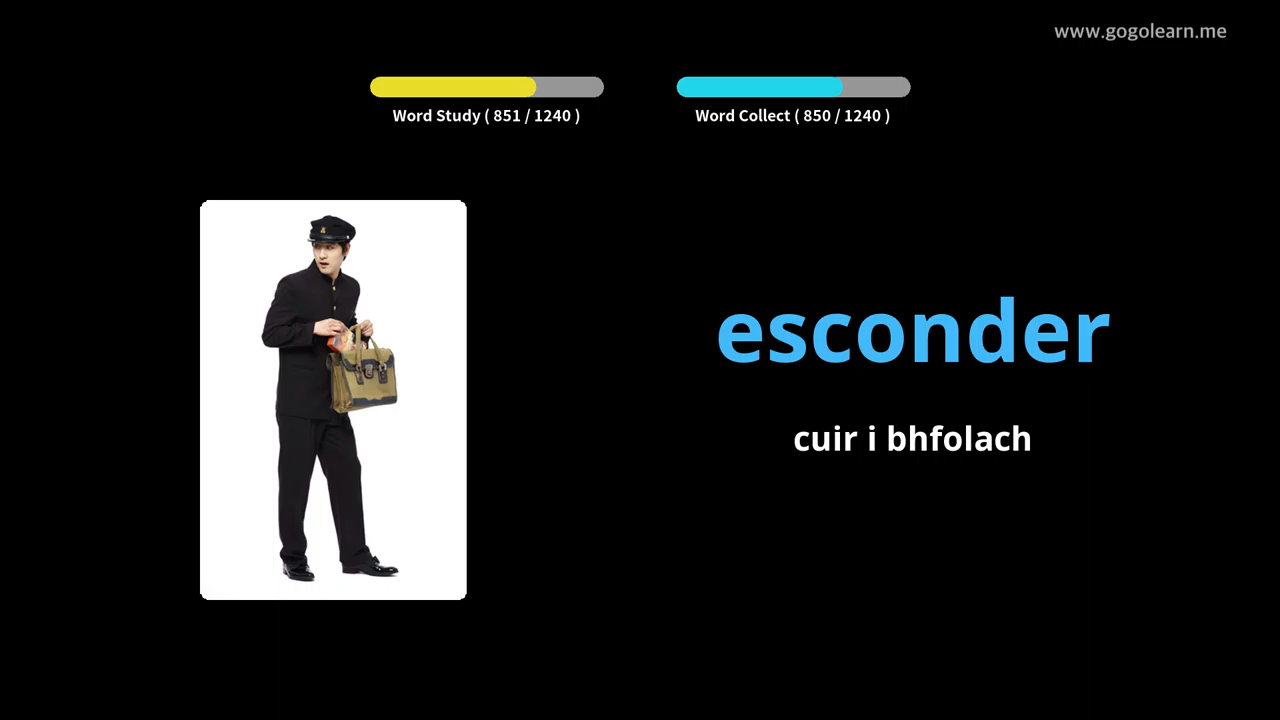 www.gogolearn.me
Word Study ( 851 / 1240 )
Word Collect ( 850 / 1240 )
esconder
cuir i bhfolach